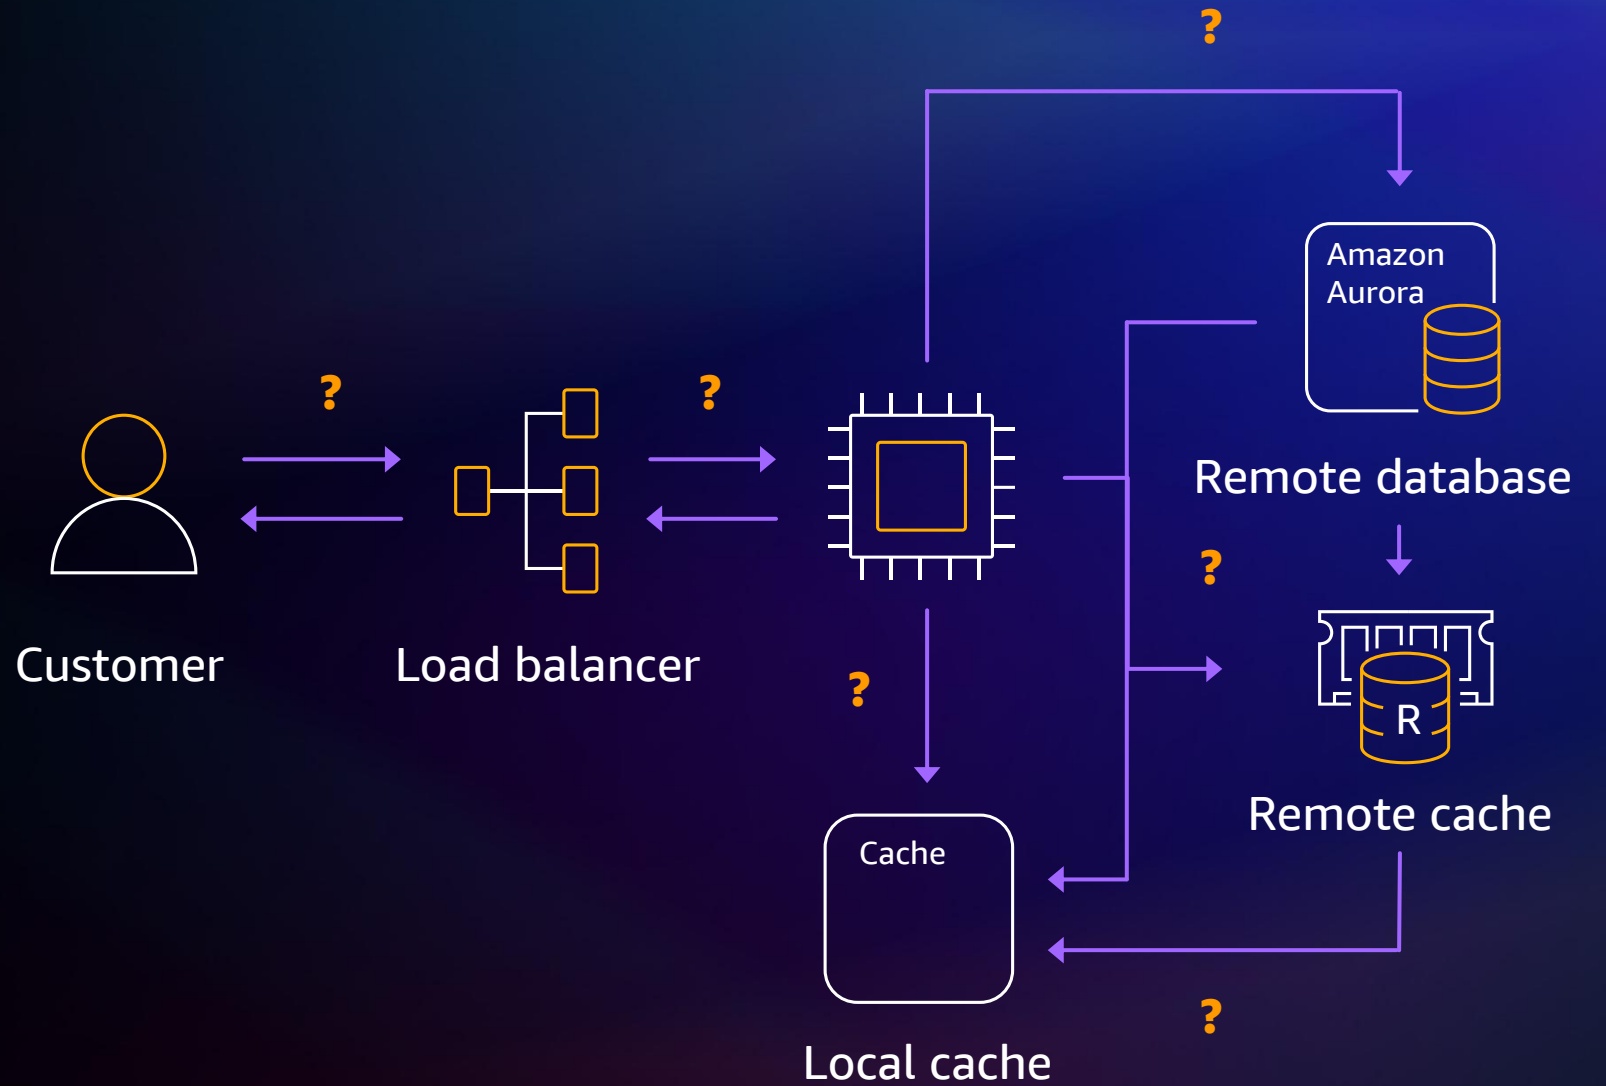 ?
Amazon
Aurora
?
?
Remote database
?
Customer
Load balancer
?
R
Remote cache
Cache
?
Local cache